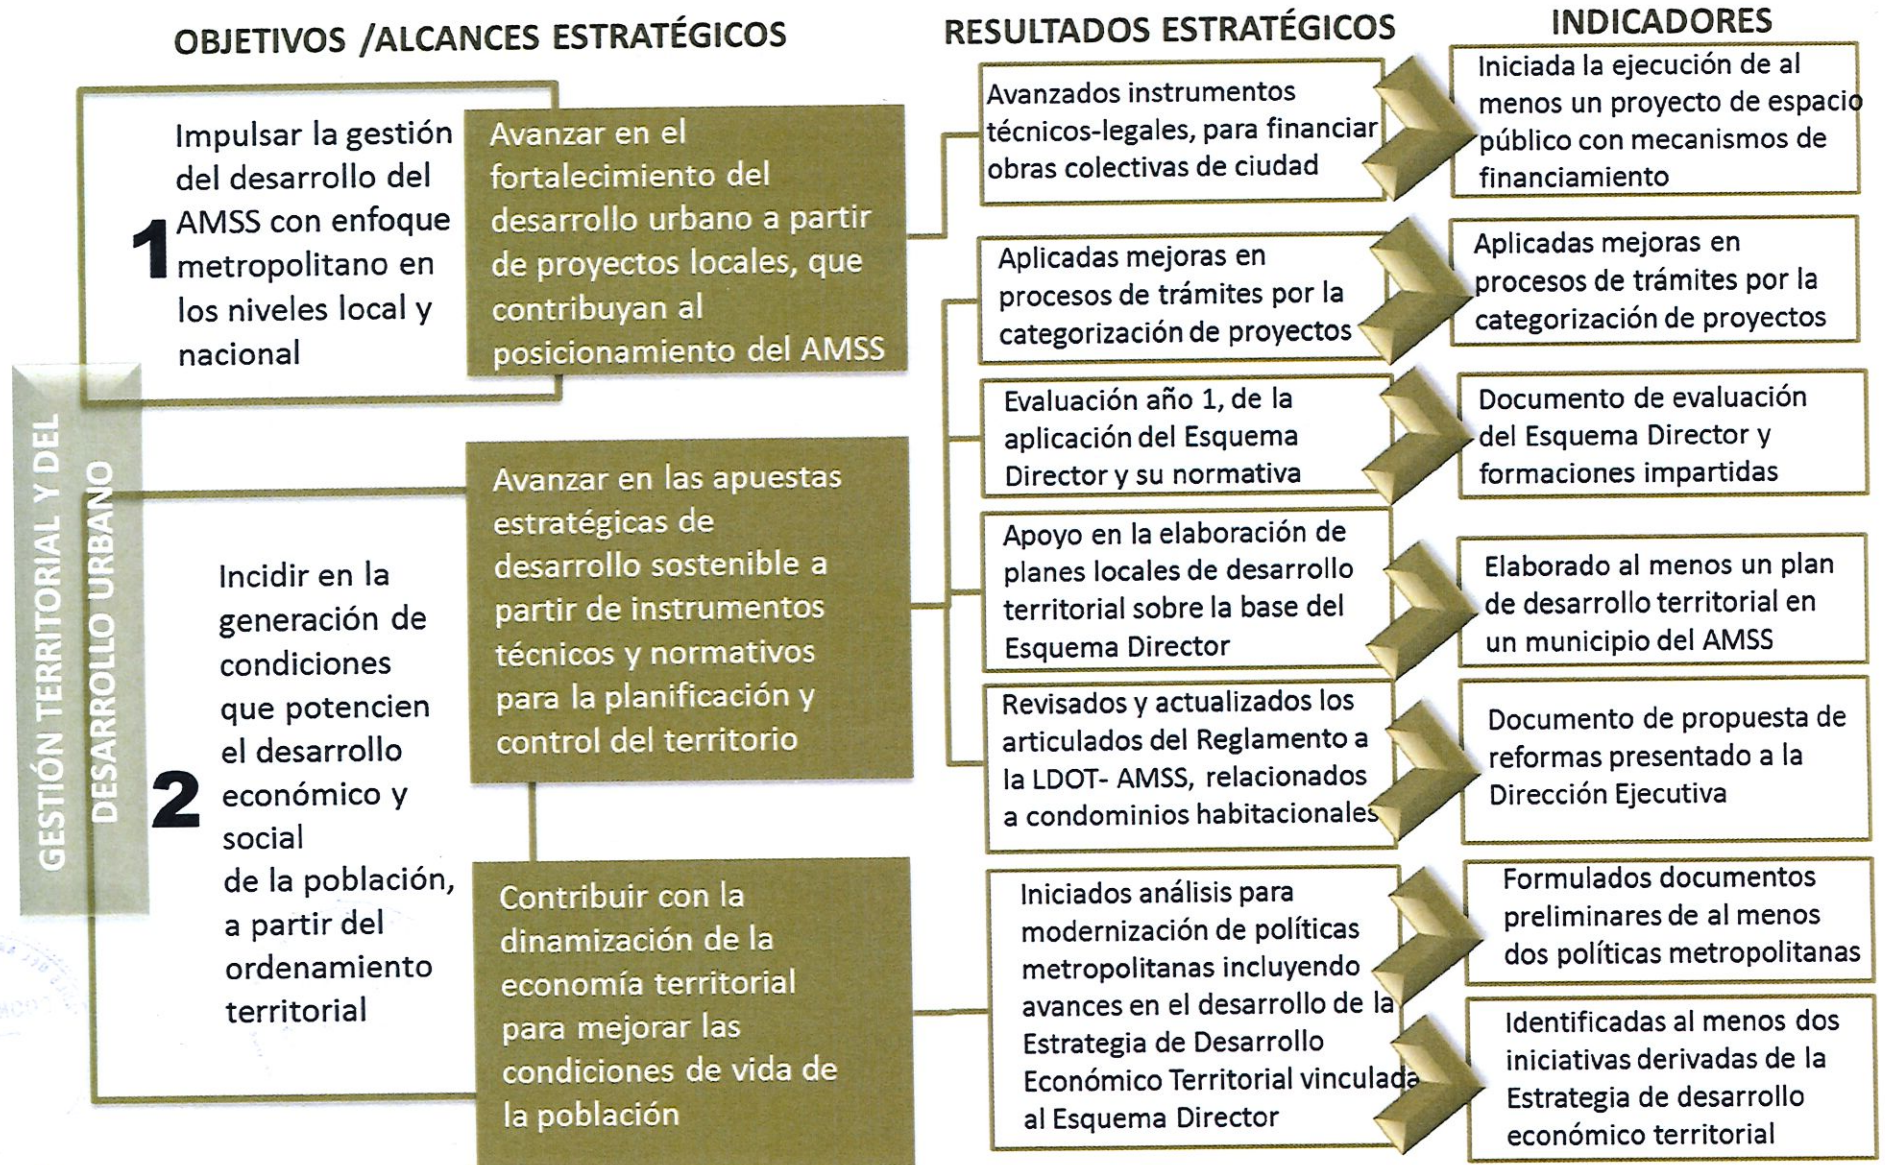 OBJETIVOS /ALCANCES ESTRATÉGICOS
RESULTADOS ESTRATÉGICOS
INDICADORES
GESTIÓN TERRITORIAL Y DEL
DESARROLLO URBANO
1
Impulsar la gestión
del desarrollo del
AMSS con enfoque
metropolitano en
los niveles local y
nacional
Avanzar en el
fortalecimiento del
desarrollo urbano a partir
de proyectos locales, que
contribuyan al
posicionamiento del AMSS
Avanzados instrumentos
técnicos-legales, para financiar
obras colectivas de ciudad
Iniciada la ejecución de al
menos un proyecto de espacio
público con mecanismos de
financiamiento
2
Incidir en la
generación de
condiciones
que potencien
el desarrollo
económico y
social
de la población,
a partir del
ordenamiento
territorial
Avanzar en las apuestas
estratégicas de
desarrollo sostenible a
partir de instrumentos
técnicos y normativos
para la planificación y
control del territorio
Aplicadas mejoras en
procesos de trámites por la
categorización de proyectos
Aplicadas mejoras en
procesos de trámites por la
categorización de proyectos
Evaluación año 1, de la
aplicación del Esquema
Director y su normativa
Documento de evaluación
del Esquema Director y
formaciones impartidas
Apoyo en la elaboración de
planes locales de desarrollo
territorial sobre la base del
Esquema Director
Elaborado al menos un plan
de desarrollo territorial en
un municipio del AMSS
Revisados y actualizados los
articulados del Reglamento a
la LDOT- AMSS, relacionados
a condominios habitacionales
Documento de propuesta de
reformas presentado a la
Dirección Ejecutiva
Contribuir con la
dinamización de la
economía territorial
para mejorar las
condiciones de vida de
la población
Iniciados análisis para
modernización de políticas
metropolitanas incluyendo
avances en el desarrollo de la
Estrategia de Desarrollo
Económico Territorial vinculada
al Esquema Director
Formulados documentos
preliminares de al menos
dos políticas metropolitanas
Identificadas al menos dos
iniciativas derivadas de la
Estrategia de desarrollo
económico territorial